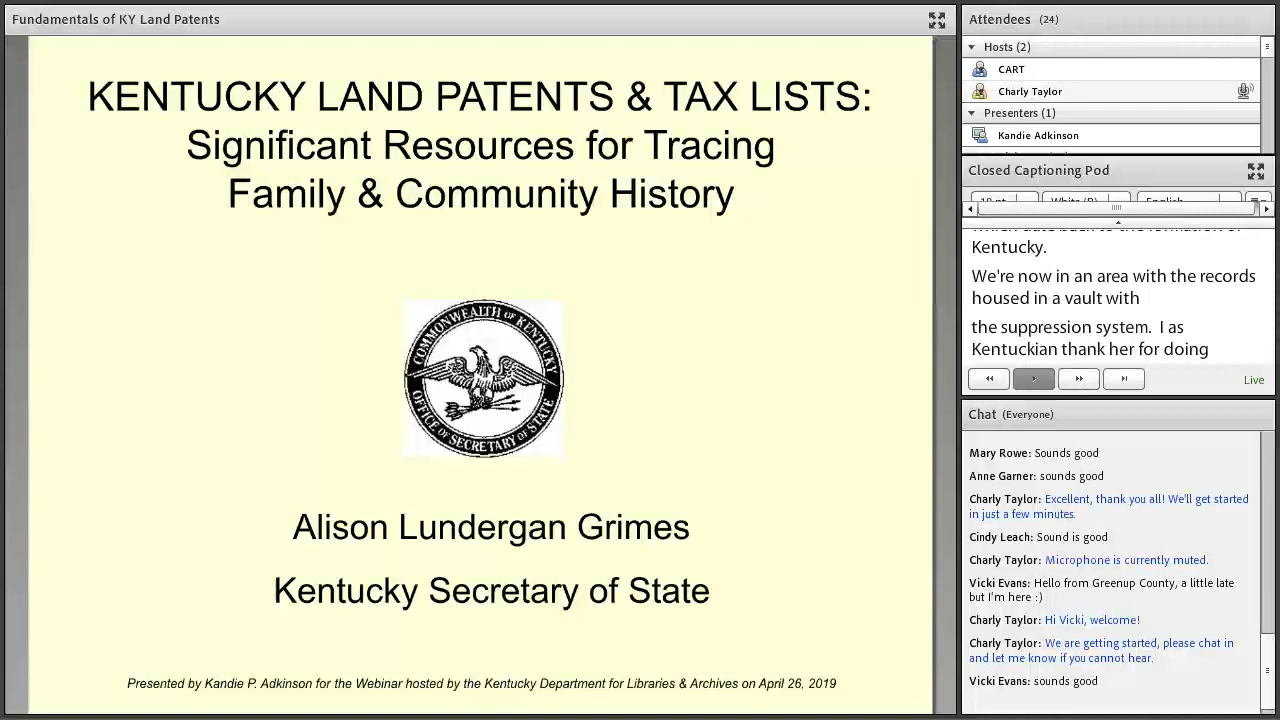 Fundamentals of KY Land Patents
KENTUCKY LAND PATENTS & TAX LISTS:
Significant Resources for Tracing
Family & Community History
COMMONWEALTH OF KENTUCKY
OFFICE OF SECRETARY OF STATE
Alison Lundergan Grimes
Kentucky Secretary of State
Presented by Kandie P. Adkinson for the Webinar hosted by the Kentucky Department for Libraries & Archives on April 26, 2019
Attendees (24)
Hosts (2)
CART
Charly Taylor
Presenters (1)
Kandie Adkinson
Closed Captioning Pod
English
Kentucky.
We're now in an area with the records
housed in a vault with
the suppression system. I as
Kentuckian thank her for doing
Live
Chat (Everyone)
Mary Rowe: Sounds good
Anne Garner: sounds good
Charly Taylor: Excellent, thank you all! We'll get started
in just a few minutes.
Cindy Leach: Sound is good
Charly Taylor: Microphone is currently muted.
Vicki Evans: Hello from Greenup County, a little late
but I'm here :)
Charly Taylor: Hi Vicki, welcome!
Charly Taylor: We are getting started, please chat in
and let me know if you cannot hear.
Vicki Evans: sounds good